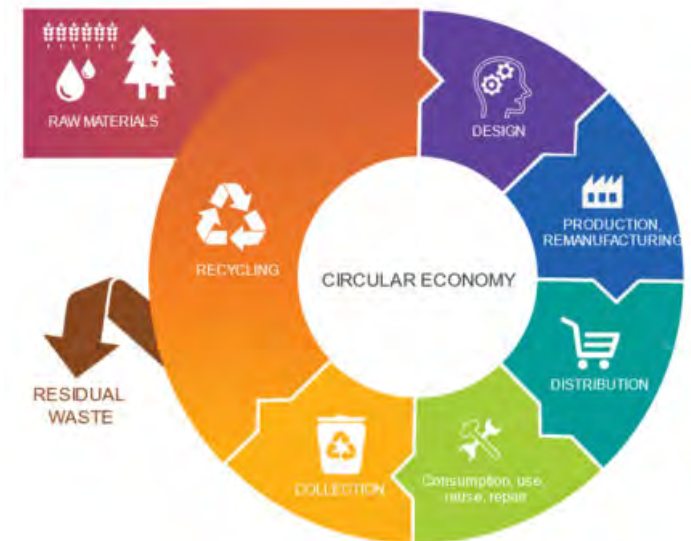 RAW MATERIALS
DESIGN
PRODUCTION,
REMANUFACTURING
RECYCLING
CIRCULAR ECONOMY
DISTRIBUTION
RESIDUAL
WASTE
COLLECTION
Consumption, use,
reuse, repair